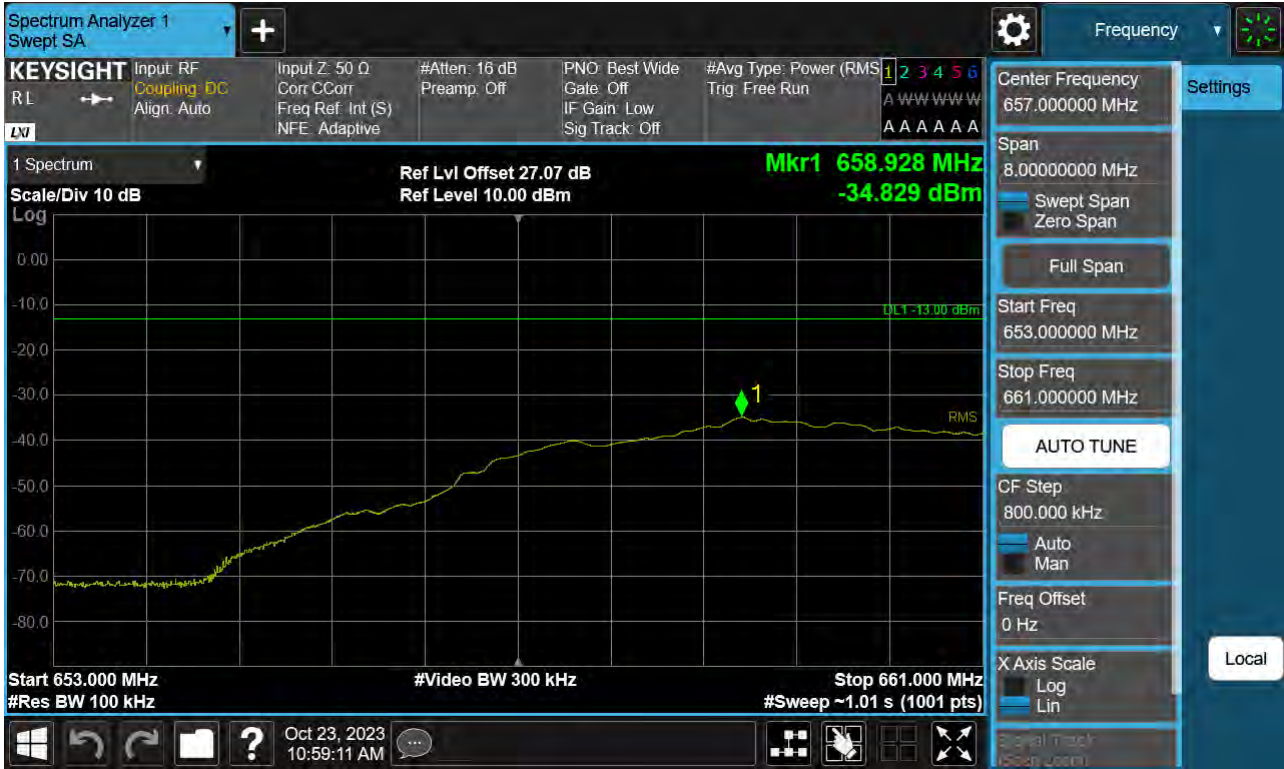 Spectrum Analyzer 1
Swept SA
+
Frequency
KEYSIGHT
R L
LXI
Input: RF
Coupling: DC
Align: Auto
Input Z: 50 Ω
Corr CCorr
Freq Ref: Int (S)
NFE: Adaptive
#Atten: 16 dB
Preamp: Off
PNO: Best Wide
Gate: Off
IF Gain: Low
Sig Track: Off
#Avg Type: Power (RMS
Trig: Free Run
1 2 3 4 5 6
A W W W W W
A A A A A A
1 Spectrum
Scale/Div 10 dB
Ref Lvl Offset 27.07 dB
Ref Level 10.00 dBm
Mkr1 658.928 MHz
-34.829 dBm
Log
0.00
-10.0
-20.0
-30.0
-40.0
-50.0
-60.0
-70.0
-80.0
DL1 -13.00 dBm
1
RMS
Start 653.000 MHz
#Res BW 100 kHz
#Video BW 300 kHz
Stop 661.000 MHz
#Sweep ~1.01 s (1001 pts)
Center Frequency
657.000000 MHz
Span
8.00000000 MHz
Swept Span
Zero Span
Full Span
Start Freq
653.000000 MHz
Stop Freq
661.000000 MHz
AUTO TUNE
CF Step
800.000 kHz
Auto
Man
Freq Offset
0 Hz
X Axis Scale
Log
Lin
Signal Track
(Span Zoom)
Settings
Local
?
Oct 23, 2023
10:59:11 AM